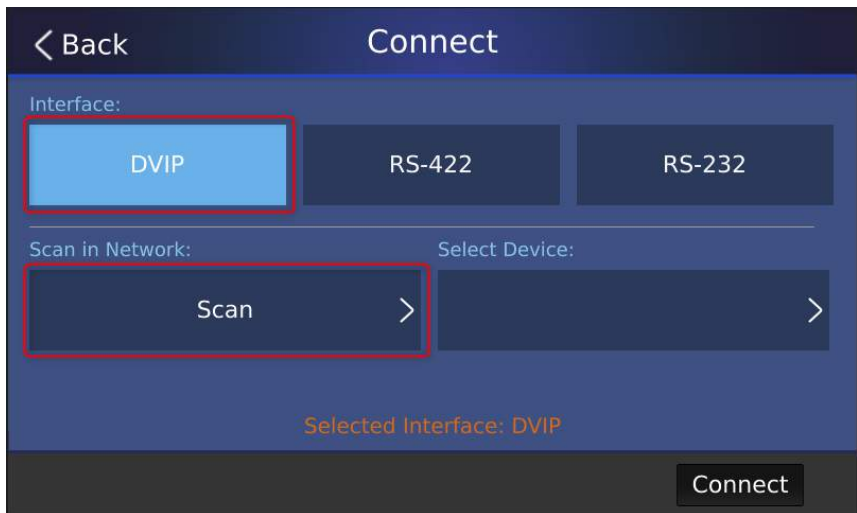 Back
Connect
Interface:
DVIP
RS-422
RS-232
Scan in Network:
Select Device:
Scan
Selected Interface: DVIP
Connect